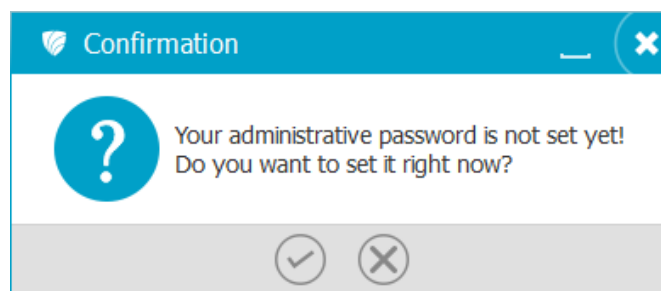 Confirmation
Your administrative password is not set yet!
Do you want to set it right now?